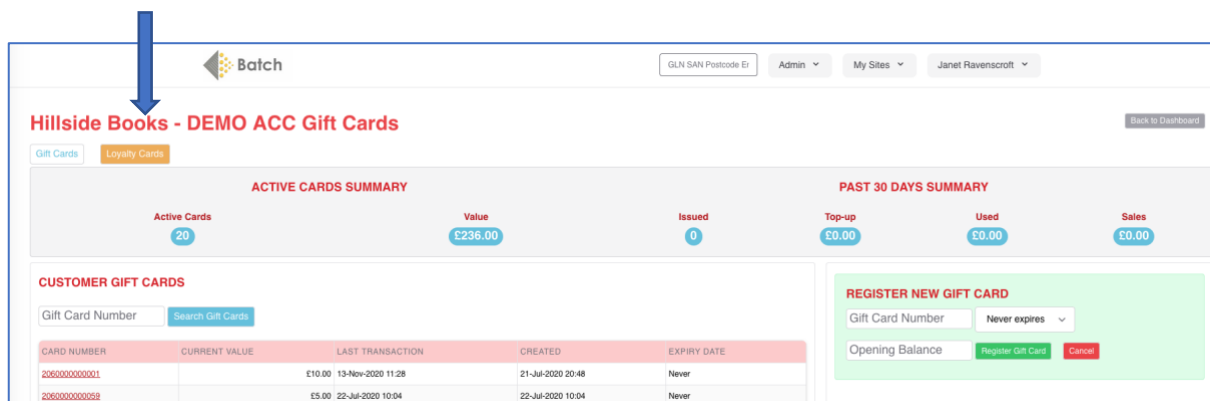 Batch
GLN SAN Postcode Er Admin My Sites Janet Ravenscroft
Hillside Books - DEMO ACC Gift Cards
Back to Dashboard
Gift Cards Loyalty Cards
ACTIVE CARDS SUMMARY PAST 30 DAYS SUMMARY
Active Cards Value Issued Top-up Used Sales
20 £236.00 0 £0.00 £0.00 £0.00
CUSTOMER GIFT CARDS
Gift Card Number Search Gift Cards
CARD NUMBER CURRENT VALUE LAST TRANSACTION CREATED EXPIRY DATE
2060000000001 £10.00 13-Nov-2020 11:28 21-Jul-2020 20:48 Never
2060000000059 £5.00 22-Jul-2020 10:04 22-Jul-2020 10:04 Never
REGISTER NEW GIFT CARD
Gift Card Number Never expires
Opening Balance Register Gift Card Cancel